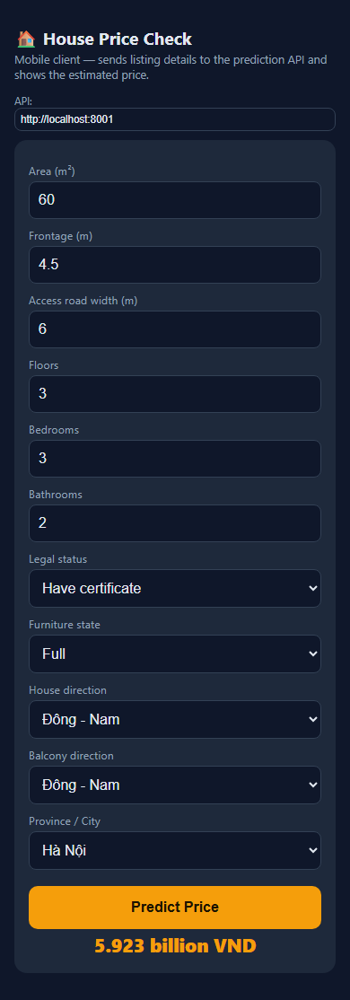 🏠 House Price Check
Mobile client — sends listing details to the prediction API and
shows the estimated price.
API:
http://localhost:8001
Area (m²)
60
Frontage (m)
4.5
Access road width (m)
6
Floors
3
Bedrooms
3
Bathrooms
2
Legal status
Have certificate
Furniture state
Full
House direction
Đông - Nam
Balcony direction
Đông - Nam
Province / City
Hà Nội
Predict Price
5.923 billion VND